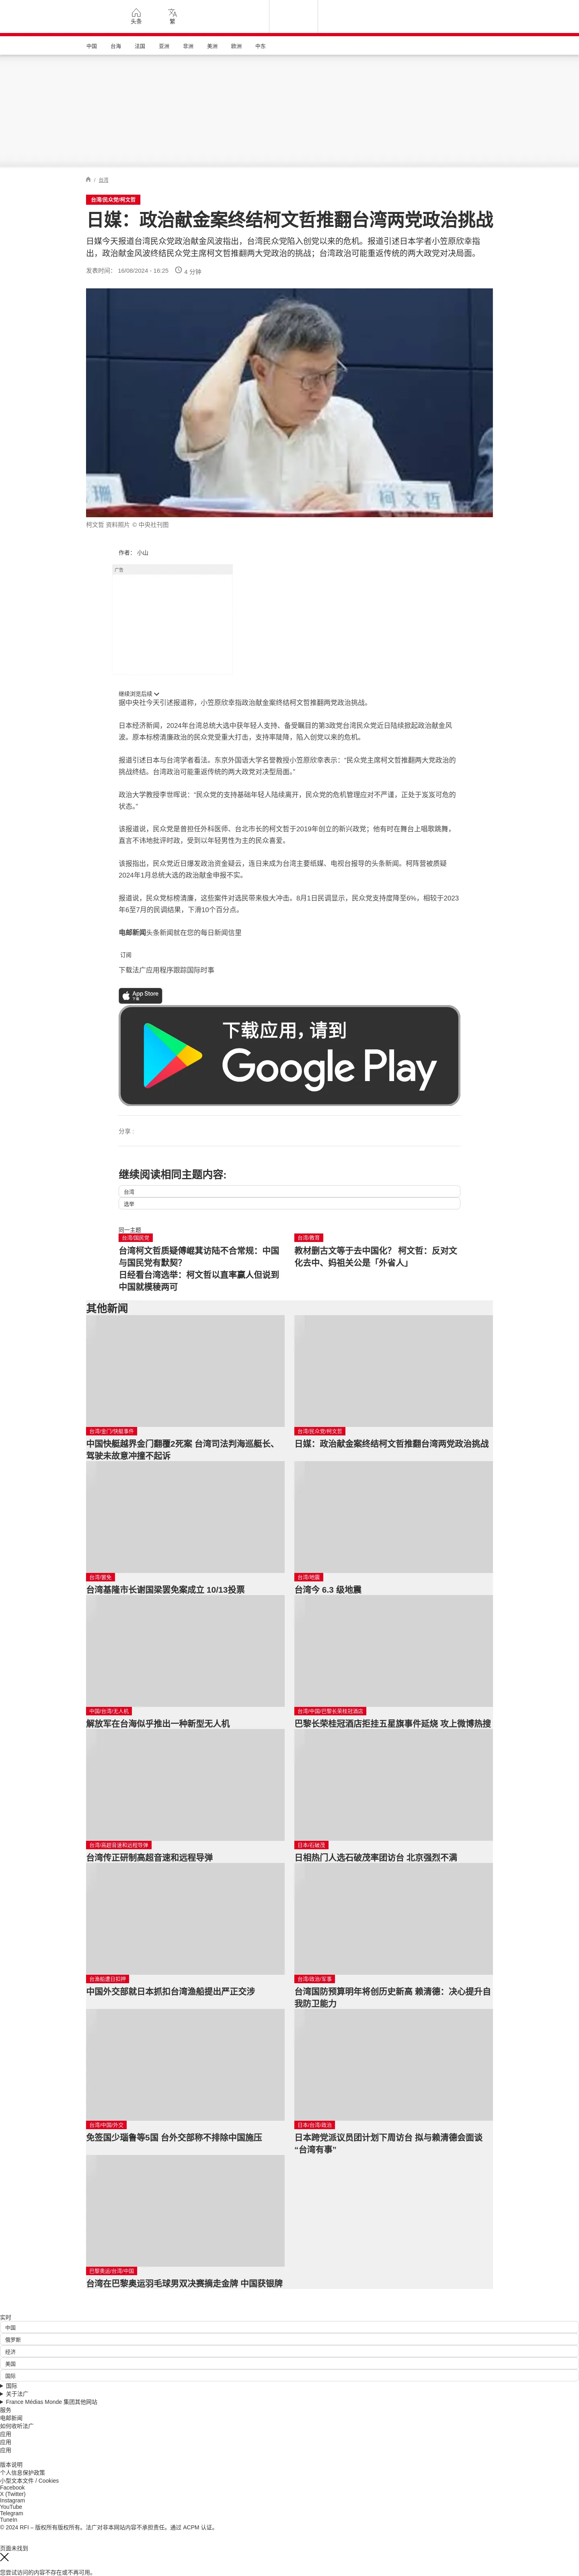 头条
繁
中国 台海 法国 亚洲 非洲 美洲 欧洲 中东
/ 台湾
台湾/民众党/柯文哲
日媒：政治献金案终结柯文哲推翻台湾两党政治挑战
日媒今天报道台湾民众党政治献金风波指出，台湾民众党陷入创党以来的危机。报道引述日本学者小笠原欣幸指
出，政治献金风波终结民众党主席柯文哲推翻两大党政治的挑战；台湾政治可能重返传统的两大政党对决局面。
发表时间： 16/08/2024 - 16:25 4 分钟
珊
柯文哲
柯文哲 资料照片 © 中央社刊图
作者： 小山
广告
继续浏览后续
据中央社今天引述报道称，小笠原欣幸指政治献金案终结柯文哲推翻两党政治挑战。
日本经济新闻，2024年台湾总统大选中获年轻人支持、备受瞩目的第3政党台湾民众党近日陆续掀起政治献金风
波。原本标榜清廉政治的民众党受重大打击，支持率陡降，陷入创党以来的危机。
报道引述日本与台湾学者看法。东京外国语大学名誉教授小笠原欣幸表示：“民众党主席柯文哲推翻两大党政治的
挑战终结。台湾政治可能重返传统的两大政党对决型局面。”
政治大学教授李世晖说：“民众党的支持基础年轻人陆续离开，民众党的危机管理应对不严谨，正处于岌岌可危的
状态。”
该报道说，民众党是曾担任外科医师、台北市长的柯文哲于2019年创立的新兴政党；他有时在舞台上唱歌跳舞，
直言不讳地批评时政，受到以年轻男性为主的民众喜爱。
该报指出，民众党近日爆发政治资金疑云，连日来成为台湾主要纸媒、电视台报导的头条新闻。柯阵营被质疑
2024年1月总统大选的政治献金申报不实。
报道说，民众党标榜清廉，这些案件对选民带来极大冲击。8月1日民调显示，民众党支持度降至6%，相较于2023
年6至7月的民调结果，下滑10个百分点。
电邮新闻头条新闻就在您的每日新闻信里
订阅
下载法广应用程序跟踪国际时事
App Store
下载
下载应用，请到
Google Play
分享 :
继续阅读相同主题内容:
台湾
选举
同一主题
台湾/国民党
台湾柯文哲质疑傅崐萁访陆不合常规：中国
与国民党有默契？
日经看台湾选举：柯文哲以直率赢人但说到
中国就模稜两可
台湾/教育
教材删古文等于去中国化？ 柯文哲：反对文
化去中、妈祖关公是「外省人」
其他新闻
台湾/金门/快艇事件
中国快艇越界金门翻覆2死案 台湾司法判海巡艇长、
驾驶未故意冲撞不起诉
台湾/民众党/柯文哲
日媒：政治献金案终结柯文哲推翻台湾两党政治挑战
台湾/罢免
台湾基隆市长谢国梁罢免案成立 10/13投票
台湾/地震
台湾今 6.3 级地震
中国/台湾/无人机
解放军在台海似乎推出一种新型无人机
台湾/中国/巴黎长荣桂冠酒店
巴黎长荣桂冠酒店拒挂五星旗事件延烧 攻上微博热搜
台湾/高超音速和远程导弹
台湾传正研制高超音速和远程导弹
日本/石破茂
日相热门人选石破茂率团访台 北京强烈不满
台渔船遭日扣押
中国外交部就日本抓扣台湾渔船提出严正交涉
台湾/政治/军事
台湾国防预算明年将创历史新高 赖清德：决心提升自
我防卫能力
台湾/中国/外交
免签国少瑙鲁等5国 台外交部称不排除中国施压
日本/台湾/政治
日本跨党派议员团计划下周访台 拟与赖清德会面谈
“台湾有事”
巴黎奥运/台湾/中国
台湾在巴黎奥运羽毛球男双决赛摘走金牌 中国获银牌
实时
中国
俄罗斯
经济
美国
国际
国际
关于法广
France Médias Monde 集团其他网站
服务
电邮新闻
如何收听法广
应用
应用
应用
版本说明
个人信息保护政策
小型文本文件 / Cookies
Facebook
X (Twitter)
Instagram
YouTube
Telegram
TuneIn
© 2024 RFI – 版权所有版权所有。法广对非本网站内容不承担责任。通过 ACPM 认证。
页面未找到
您尝试访问的内容不存在或不再可用。